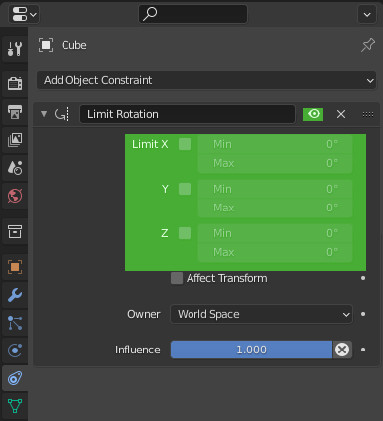 Cube
Add Object Constraint
Limit Rotation
Limit X Min 0°
Max 0°
Y Min 0°
Max 0°
Z Min 0°
Max 0°
Affect Transform
Owner World Space
Influence 1.000